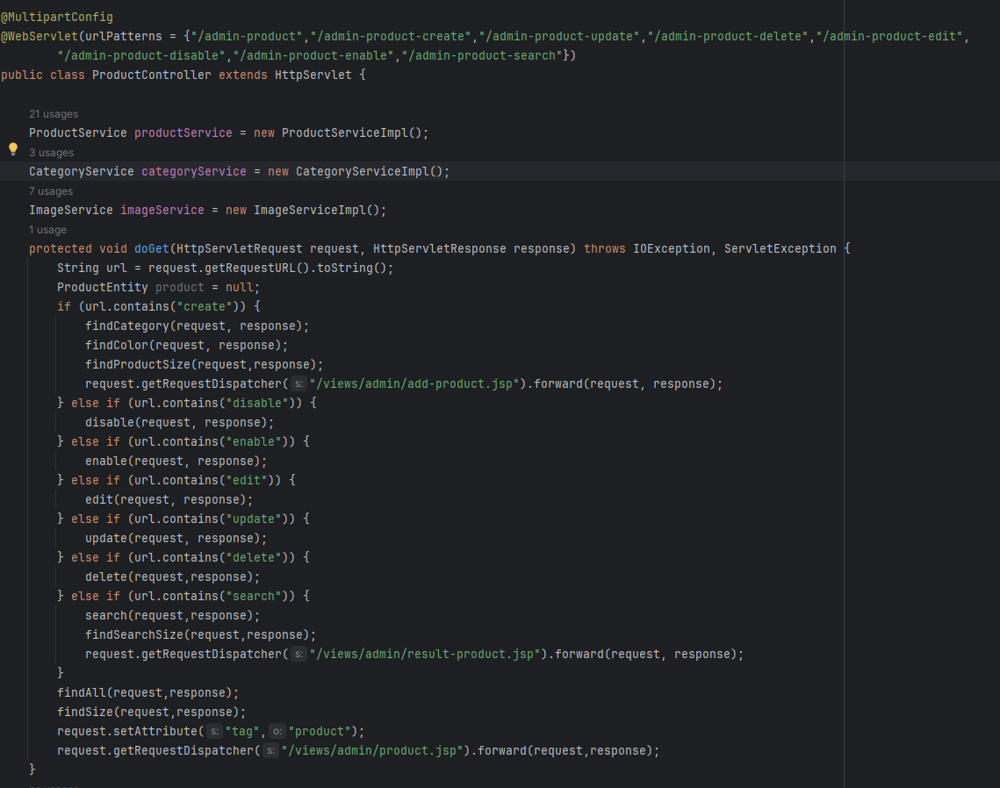 @MultipartConfig
@WebServlet(urlPatterns = {"/admin-product","/admin-product-create","/admin-product-update","/admin-product-delete","/admin-product-edit",
"/admin-product-disable","/admin-product-enable","/admin-product-search"})
public class ProductController extends HttpServlet {
21 usages
ProductService productService = new ProductServiceImpl();
3 usages
CategoryService categoryService = new CategoryServiceImpl();
7 usages
ImageService imageService = new ImageServiceImpl();
1 usage
protected void doGet(HttpServletRequest request, HttpServletResponse response) throws IOException, ServletException {
String url = request.getRequestURL().toString();
ProductEntity product = null;
if (url.contains("create")) {
findCategory(request, response);
findColor(request, response);
findProductSize(request,response);
request.getRequestDispatcher( s: "/views/admin/add-product.jsp").forward(request, response);
} else if (url.contains("disable")) {
disable(request, response);
} else if (url.contains("enable")) {
enable(request, response);
} else if (url.contains("edit")) {
edit(request, response);
} else if (url.contains("update")) {
update(request, response);
} else if (url.contains("delete")) {
delete(request,response);
} else if (url.contains("search")) {
search(request,response);
findSearchSize(request,response);
request.getRequestDispatcher( s: "/views/admin/result-product.jsp").forward(request, response);
}
findAll(request,response);
findSize(request,response);
request.setAttribute( s: "tag", o: "product");
request.getRequestDispatcher( s: "/views/admin/product.jsp").forward(request,response);
}